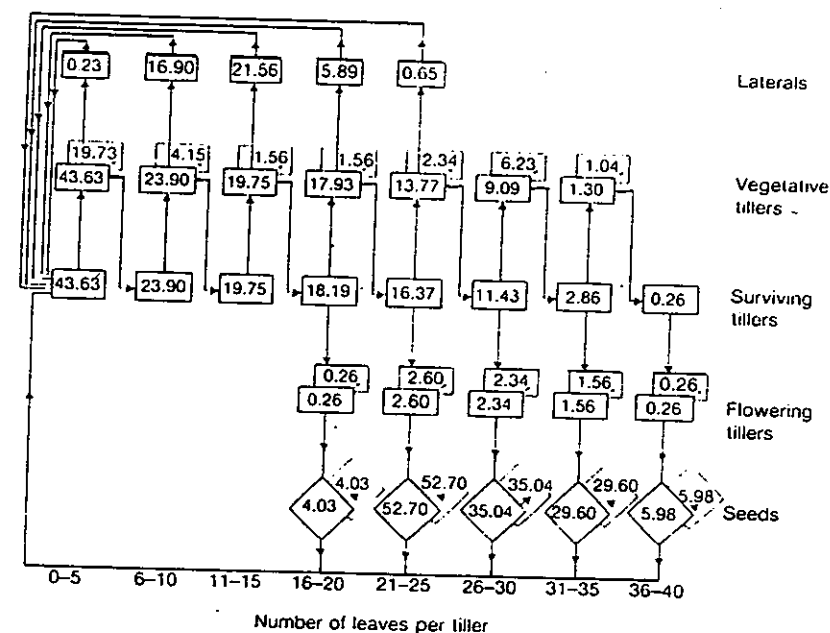 0.23 16.90 21.56 5.89 0.65 Laterals
19.73 4.15 1.56 1.56 2.34 6.23 1.04
43.63 23.90 19.75 17.93 13.77 9.09 1.30 Vegetative
tillers
43.63 23.90 19.75 18.19 16.37 11.43 2.86 0.26 Surviving
tillers
0.26 2.60 2.34 1.56 0.26
0.26 2.60 2.34 1.56 0.26 Flowering
tillers
4.03 52.70 35.04 29.60 5.98
4.03 52.70 35.04 29.60 5.98 Seeds
0–5 6–10 11–15 16–20 21–25 26–30 31–35 36–40
Number of leaves per tiller